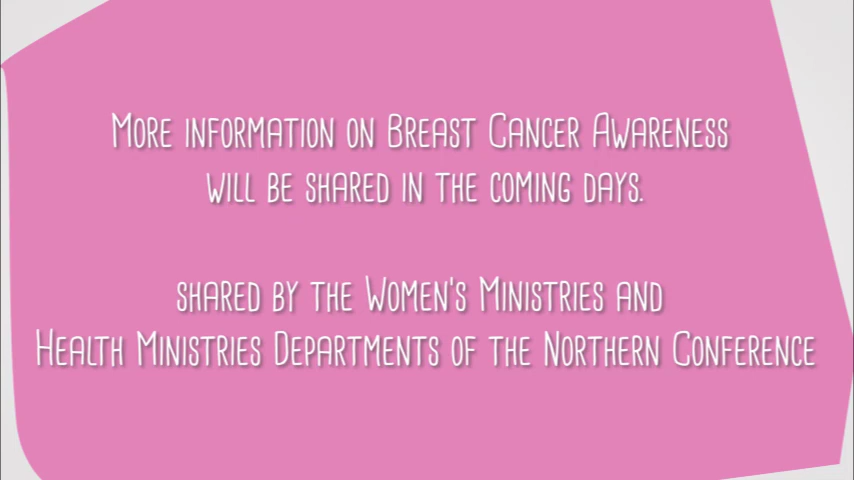 More information on Breast Cancer Awareness
will be shared in the coming days.
shared by the Women's Ministries and
Health Ministries Departments of the Northern Conference